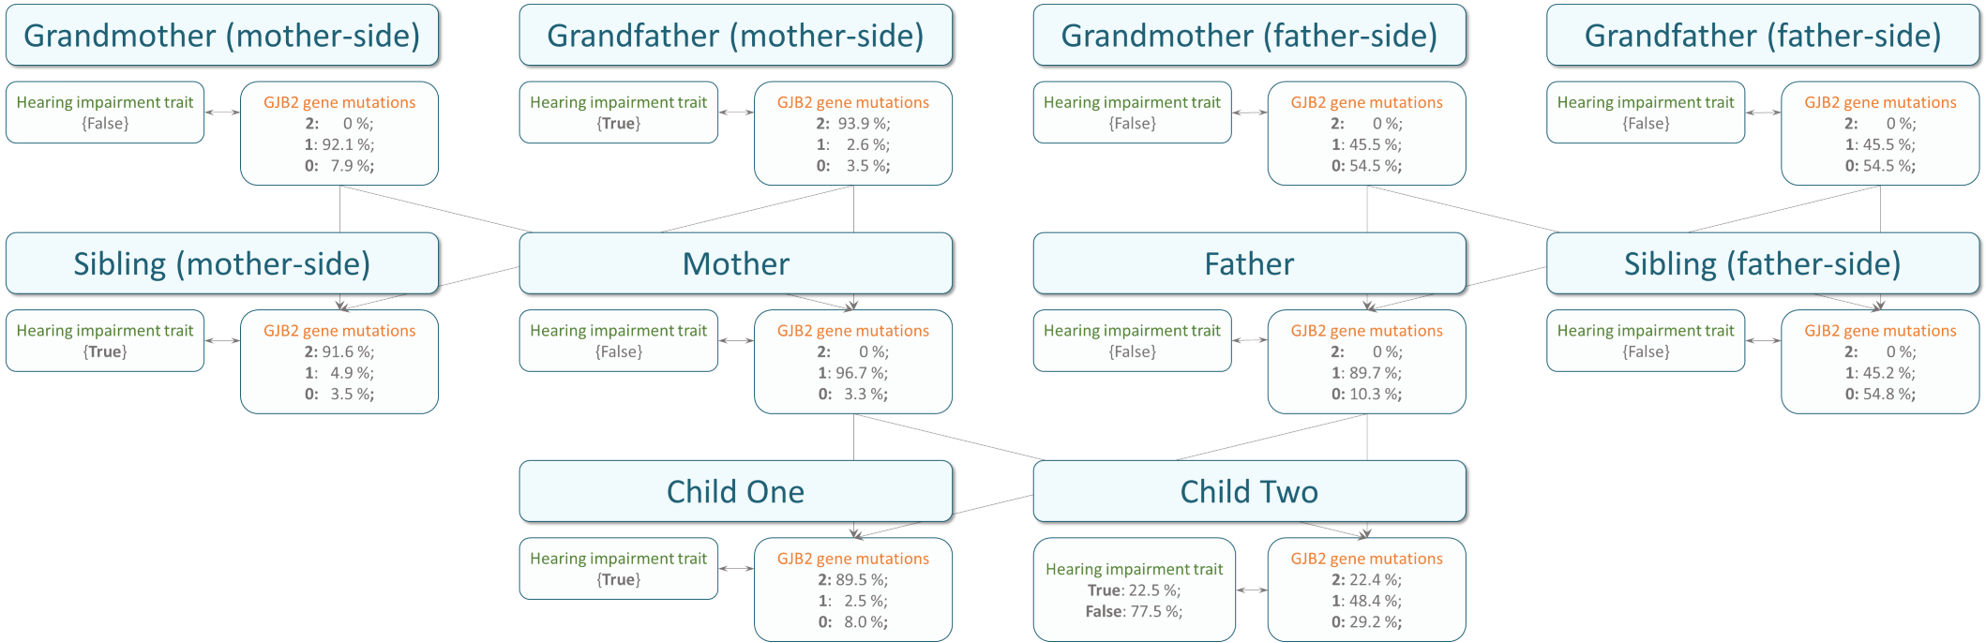 Grandmother (mother-side)
Hearing impairment trait
{False}
GJB2 gene mutations
2: 0 %;
1: 92.1 %;
0: 7.9 %;
Grandfather (mother-side)
Hearing impairment trait
{True}
GJB2 gene mutations
2: 93.9 %;
1: 2.6 %;
0: 3.5 %;
Grandmother (father-side)
Hearing impairment trait
{False}
GJB2 gene mutations
2: 0 %;
1: 45.5 %;
0: 54.5 %;
Grandfather (father-side)
Hearing impairment trait
{False}
GJB2 gene mutations
2: 0 %;
1: 45.5 %;
0: 54.5 %;
Sibling (mother-side)
Hearing impairment trait
{True}
GJB2 gene mutations
2: 91.6 %;
1: 4.9 %;
0: 3.5 %;
Mother
Hearing impairment trait
{False}
GJB2 gene mutations
2: 0 %;
1: 96.7 %;
0: 3.3 %;
Father
Hearing impairment trait
{False}
GJB2 gene mutations
2: 0 %;
1: 89.7 %;
0: 10.3 %;
Sibling (father-side)
Hearing impairment trait
{False}
GJB2 gene mutations
2: 0 %;
1: 45.2 %;
0: 54.8 %;
Child One
Hearing impairment trait
{True}
GJB2 gene mutations
2: 89.5 %;
1: 2.5 %;
0: 8.0 %;
Child Two
Hearing impairment trait
True: 22.5 %;
False: 77.5 %;
GJB2 gene mutations
2: 22.4 %;
1: 48.4 %;
0: 29.2 %;